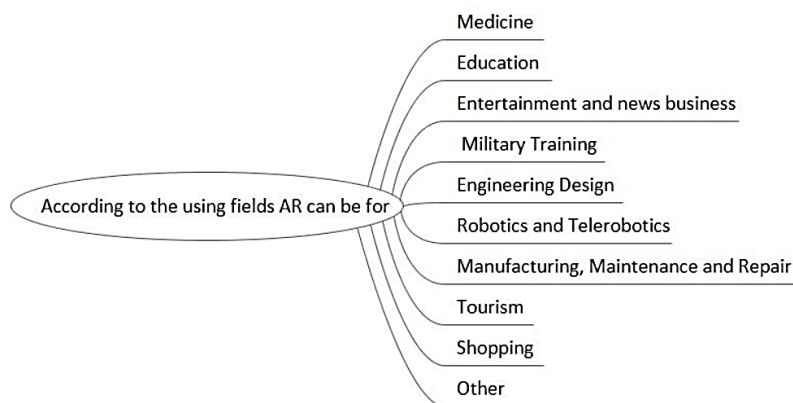 Medicine
Education
Entertainment and news business
Military Training
According to the using fields AR can be for
Engineering Design
Robotics and Telerobotics
Manufacturing, Maintenance and Repair
Tourism
Shopping
Other